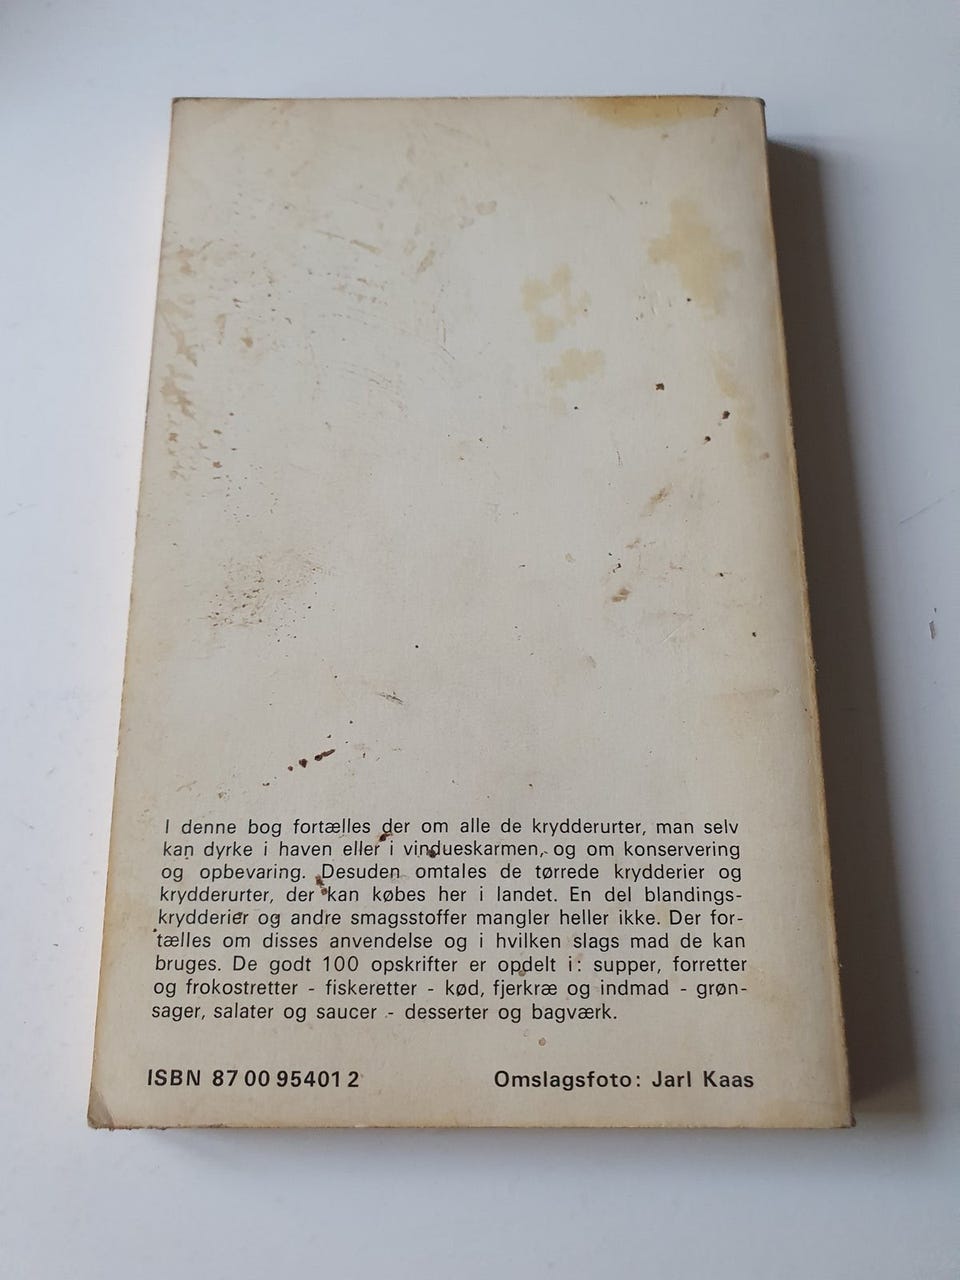 I denne bog fortælles der om alle de krydderurter, man selv
kan dyrke i haven eller i vindueskarmen, og om konservering
og opbevaring. Desuden omtales de tørrede krydderier og
krydderurter, der kan købes her i landet. En del blandings-
krydderier og andre smagsstoffer mangler heller ikke. Der for-
tælles om disses anvendelse og i hvilken slags mad de kan
bruges. De godt 100 opskrifter er opdelt i: supper, forretter
og frokostretter - fiskeretter - kød, fjerkræ og indmad - grøn-
sager, salater og saucer - desserter og bagværk.
ISBN 87 00 95401 2 Omslagsfoto: Jarl Kaas